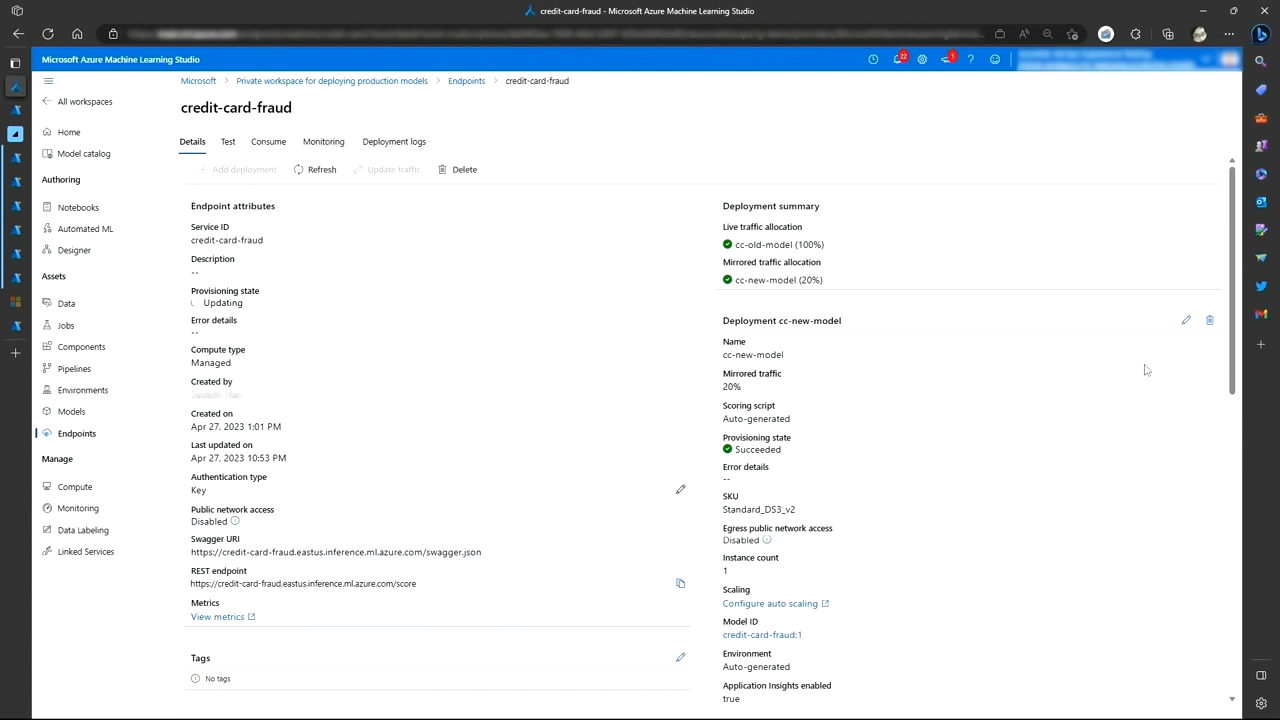 credit-card-fraud - Microsoft Azure Machine Learning Studio
Microsoft Azure Machine Learning Studio
22
1
All workspaces
Home
Model catalog
Authoring
Notebooks
Automated ML
Designer
Assets
Data
Jobs
Components
Pipelines
Environments
Models
Endpoints
Manage
Compute
Monitoring
Data Labeling
Linked Services
Microsoft > Private workspace for deploying production models > Endpoints > credit-card-fraud
credit-card-fraud
Details Test Consume Monitoring Deployment logs
Add deployment Refresh Update traffic Delete
Endpoint attributes
Service ID
credit-card-fraud
Description
--
Provisioning state
Updating
Error details
--
Compute type
Managed
Created by
Created on
Apr 27, 2023 1:01 PM
Last updated on
Apr 27, 2023 10:53 PM
Authentication type
Key
Public network access
Disabled
Swagger URI
https://credit-card-fraud.eastus.inference.ml.azure.com/swagger.json
REST endpoint
https://credit-card-fraud.eastus.inference.ml.azure.com/score
Metrics
View metrics
Tags
No tags
Deployment summary
Live traffic allocation
cc-old-model (100%)
Mirrored traffic allocation
cc-new-model (20%)
Deployment cc-new-model
Name
cc-new-model
Mirrored traffic
20%
Scoring script
Auto-generated
Provisioning state
Succeeded
Error details
--
SKU
Standard_DS3_v2
Egress public network access
Disabled
Instance count
1
Scaling
Configure auto scaling
Model ID
credit-card-fraud:1
Environment
Auto-generated
Application Insights enabled
true